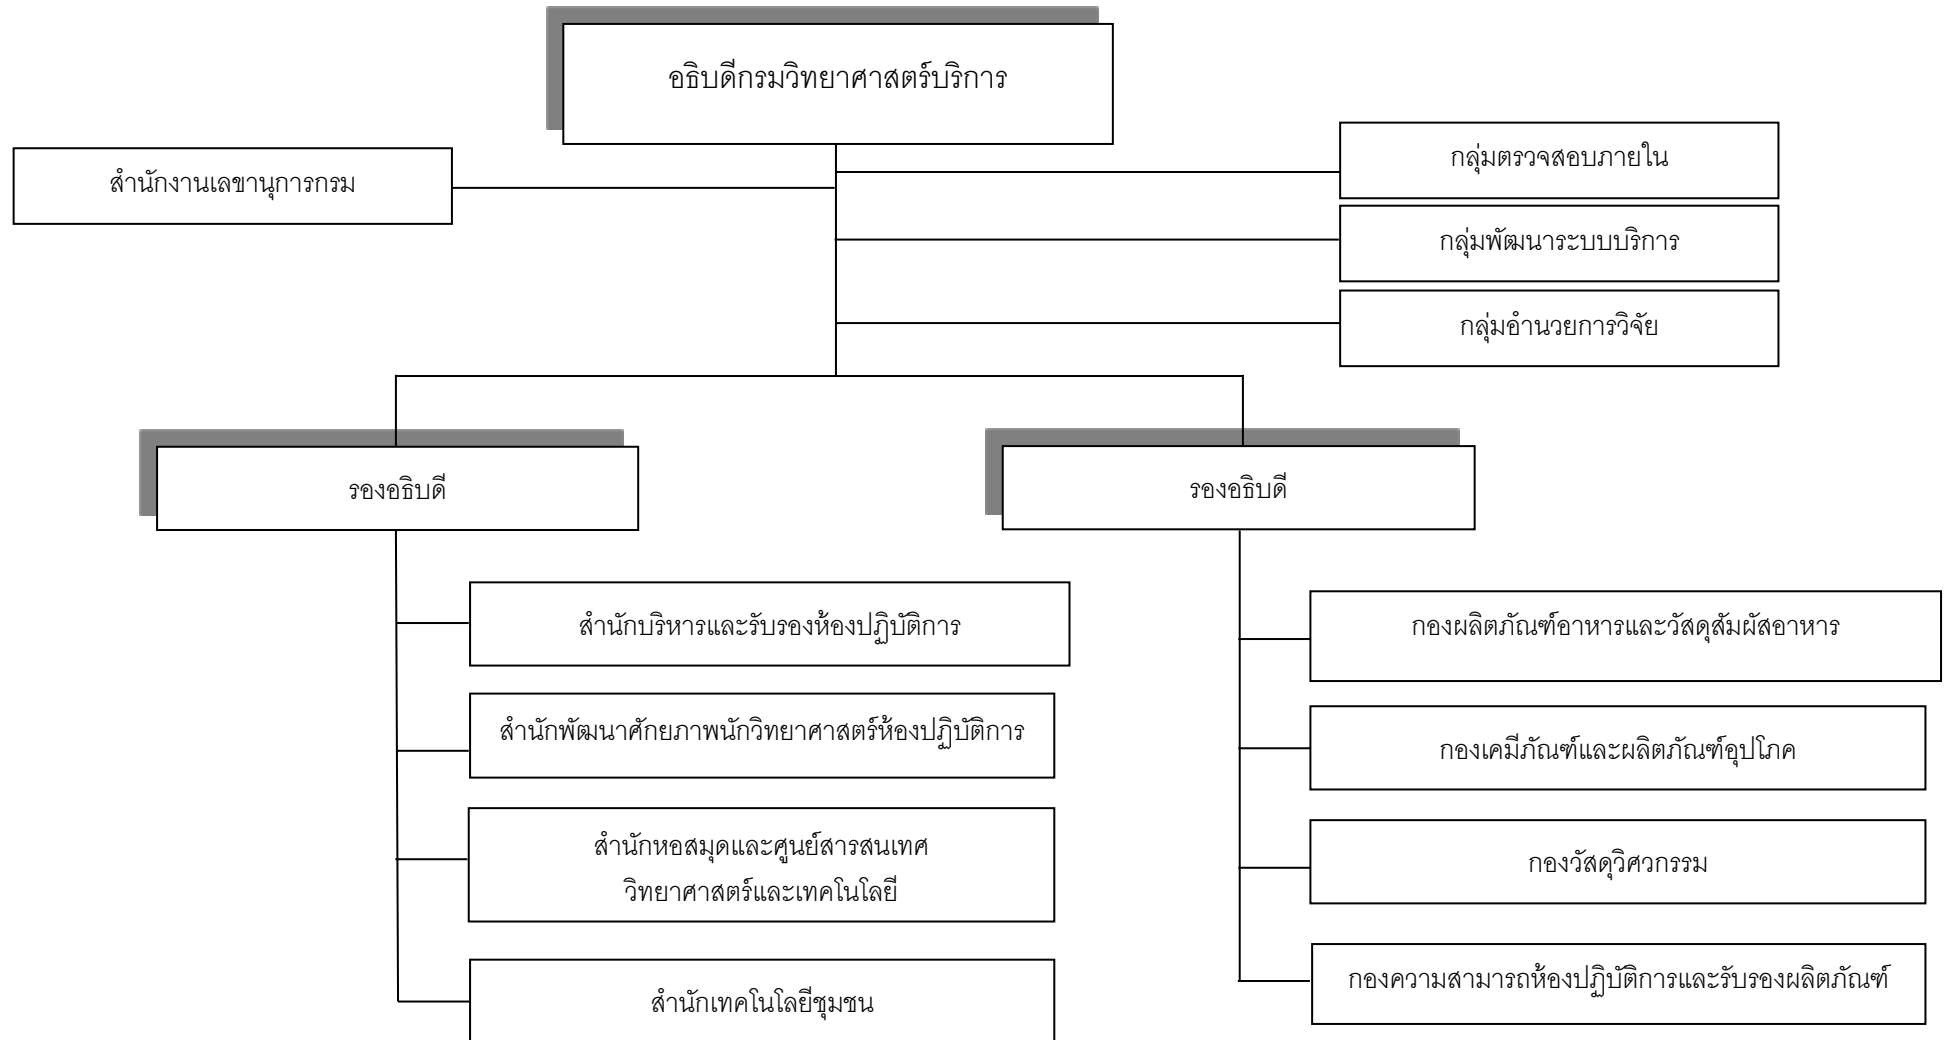 อธิบดีกรมวิทยาศาสตร์บริการ
สำนักงานเลขานุการกรม
กลุ่มตรวจสอบภายใน
กลุ่มพัฒนาระบบบริการ
กลุ่มอำนวยการวิจัย
รองอธิบดี
สำนักบริหารและรับรองห้องปฏิบัติการ
สำนักพัฒนาศักยภาพนักวิทยาศาสตร์ห้องปฏิบัติการ
สำนักหอสมุดและศูนย์สารสนเทศ
วิทยาศาสตร์และเทคโนโลยี
สำนักเทคโนโลยีชุมชน
รองอธิบดี
กองผลิตภัณฑ์อาหารและวัสดุสัมผัสอาหาร
กองเคมีภัณฑ์และผลิตภัณฑ์อุปโภค
กองวัสดุวิศวกรรม
กองความสามารถห้องปฏิบัติการและรับรองผลิตภัณฑ์